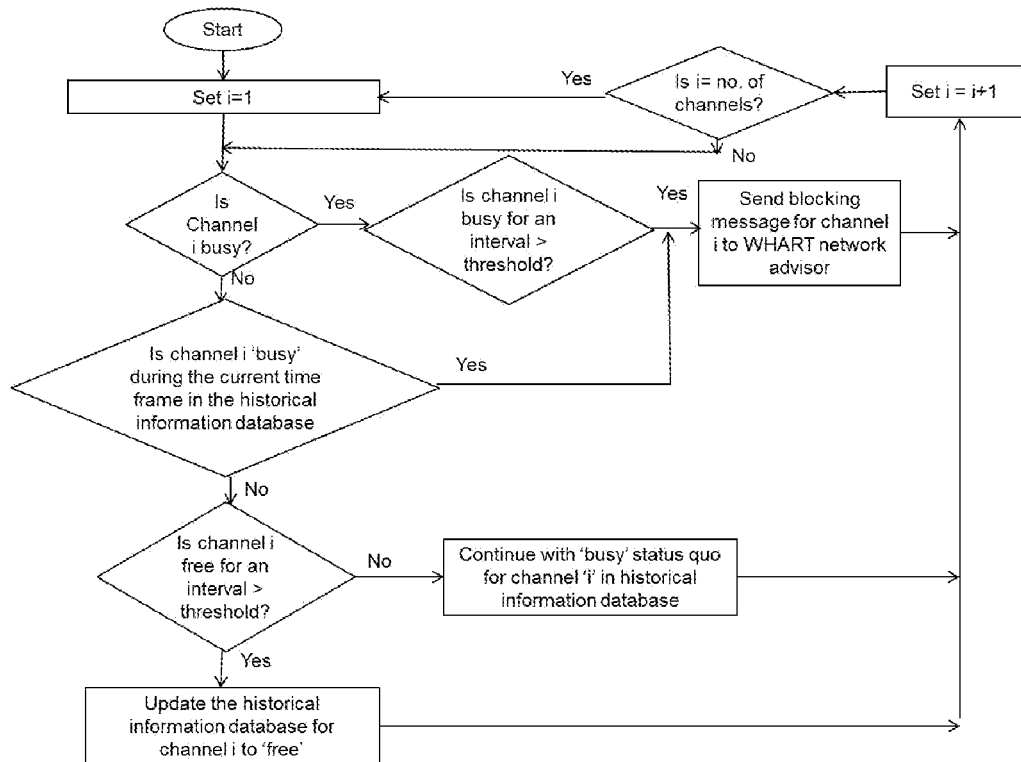 Start
Set i=1
Yes
Is i= no. of
channels?
Set i = i+1
No
Is
Channel
i busy?
Yes
Is channel i
busy for an
interval >
threshold?
Yes
Send blocking
message for channel
i to WHART network
advisor
No
Is channel i 'busy'
during the current time
frame in the historical
information database
Yes
No
Is channel i
free for an
interval >
threshold?
No
Continue with 'busy' status quo
for channel 'i' in historical
information database
Yes
Update the historical
information database for
channel i to 'free'